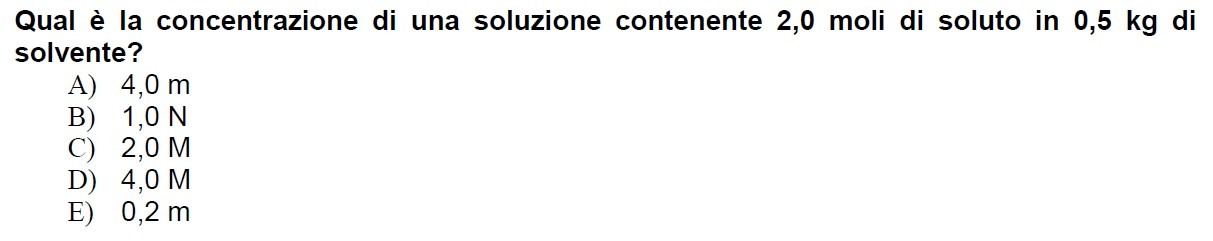 Qual è la concentrazione di una soluzione contenente 2,0 moli di soluto in 0,5 kg di
solvente?
A) 4,0 m
B) 1,0 N
C) 2,0 M
D) 4,0 M
E) 0,2 m